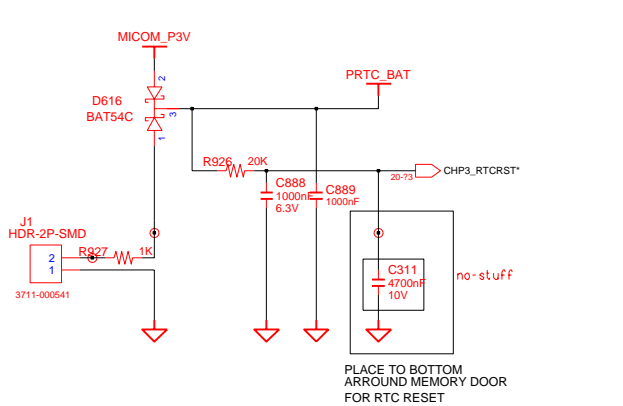 MICOM_P3V
PRTC_BAT
2
D616
BAT54C
3
1
R926
20K
20-?3
CHP3_RTCRST*
C888
1000nF
6.3V
C889
1000nF
J1
HDR-2P-SMD
R927
1K
2
1
3711-000541
C311
4700nF
10V
no-stuff
PLACE TO BOTTOM
ARROUND MEMORY DOOR
FOR RTC RESET